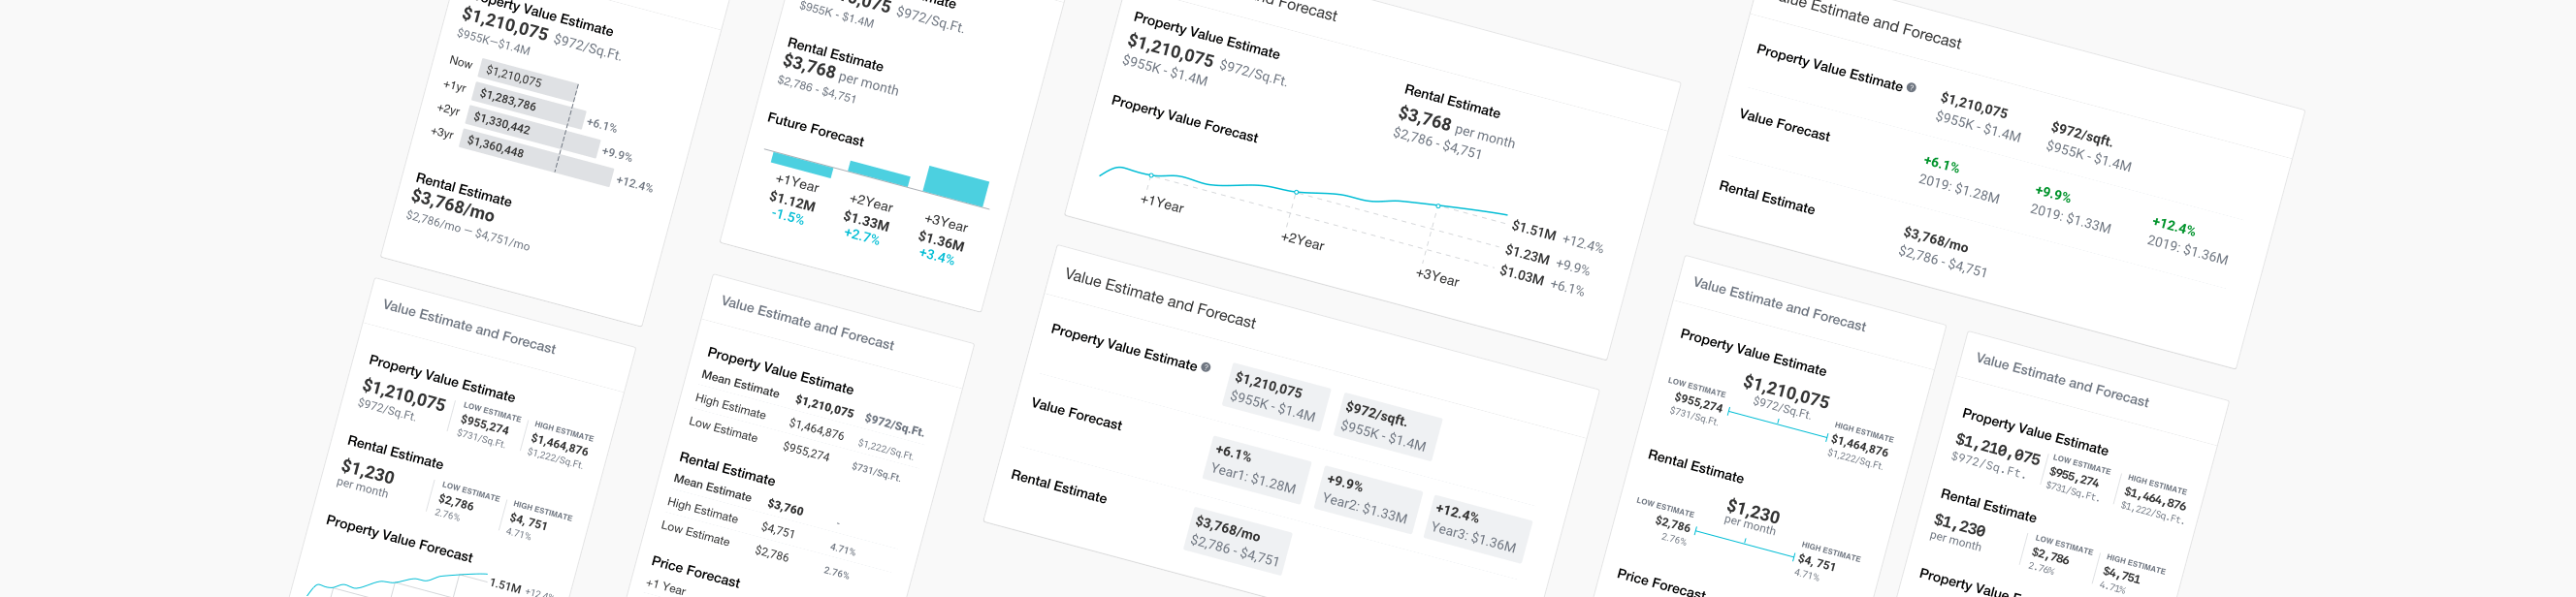 Property Value Estimate
$1,210,075 $972/Sq.Ft.
$955K–$1.4M
Now $1,210,075
+1yr $1,283,786 +6.1%
+2yr $1,330,442 +9.9%
+3yr $1,360,448 +12.4%
Rental Estimate
$3,768/mo
$2,786/mo – $4,751/mo
$972/Sq.Ft.
$955K - $1.4M
Rental Estimate
$3,768 per month
$2,786 - $4,751
Future Forecast
+1Year
$1.12M
-1.5%
+2Year
$1.33M
+2.7%
+3Year
$1.36M
+3.4%
and Forecast
Property Value Estimate
$1,210,075 $972/Sq.Ft.
$955K - $1.4M
Rental Estimate
$3,768 per month
$2,786 - $4,751
Property Value Forecast
+1Year
+2Year
+3Year
$1.51M +12.4%
$1.23M +9.9%
$1.03M +6.1%
Value Estimate and Forecast
Property Value Estimate ?
$1,210,075
$955K - $1.4M
$972/sqft.
$955K - $1.4M
Value Forecast
+6.1%
2019: $1.28M
+9.9%
2019: $1.33M
+12.4%
2019: $1.36M
Rental Estimate
$3,768/mo
$2,786 - $4,751
Value Estimate and Forecast
Property Value Estimate
$1,210,075
$972/Sq.Ft.
LOW ESTIMATE
$955,274
$731/Sq.Ft.
HIGH ESTIMATE
$1,464,876
$1,222/Sq.Ft.
Rental Estimate
$1,230
per month
LOW ESTIMATE
$2,786
2.76%
HIGH ESTIMATE
$4,751
4.71%
Property Value Forecast
1.51M +12.4%
Value Estimate and Forecast
Property Value Estimate
Mean Estimate $1,210,075 $972/Sq.Ft.
High Estimate $1,464,876 $1,222/Sq.Ft.
Low Estimate $955,274 $731/Sq.Ft.
Rental Estimate
Mean Estimate $3,760 -
High Estimate $4,751 4.71%
Low Estimate $2,786 2.76%
Price Forecast
+1 Year
Value Estimate and Forecast
Property Value Estimate ?
$1,210,075
$955K - $1.4M
$972/sqft.
$955K - $1.4M
Value Forecast
+6.1%
Year1: $1.28M
+9.9%
Year2: $1.33M
+12.4%
Year3: $1.36M
Rental Estimate
$3,768/mo
$2,786 - $4,751
Value Estimate and Forecast
Property Value Estimate
LOW ESTIMATE
$955,274
$731/Sq.Ft.
$1,210,075
$972/Sq.Ft.
HIGH ESTIMATE
$1,464,876
$1,222/Sq.Ft.
Rental Estimate
LOW ESTIMATE
$2,786
2.76%
$1,230
per month
HIGH ESTIMATE
$4,751
4.71%
Price Forecast
Value Estimate and Forecast
Property Value Estimate
$1,210,075
$972/Sq.Ft.
LOW ESTIMATE
$955,274
$731/Sq.Ft.
HIGH ESTIMATE
$1,464,876
$1,222/Sq.Ft.
Rental Estimate
$1,230
per month
LOW ESTIMATE
$2,786
2.76%
HIGH ESTIMATE
$4,751
4.71%
Property Value